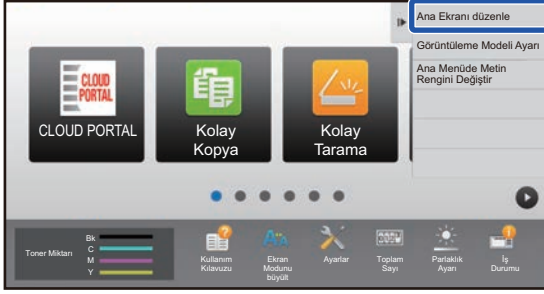 Ana Ekranı düzenle
Görüntüleme Modeli Ayarı
Ana Menüde Metin
Rengini Değiştir
CLOUD
PORTAL
CLOUD PORTAL
Kolay
Kopya
Kolay
Tarama
Toner Miktarı
Bk
C
M
Y
Kullanım
Kılavuzu
Ekran
Modunu
büyült
Ayarlar
Toplam
Sayı
Parlaklık
Ayarı
İş
Durumu